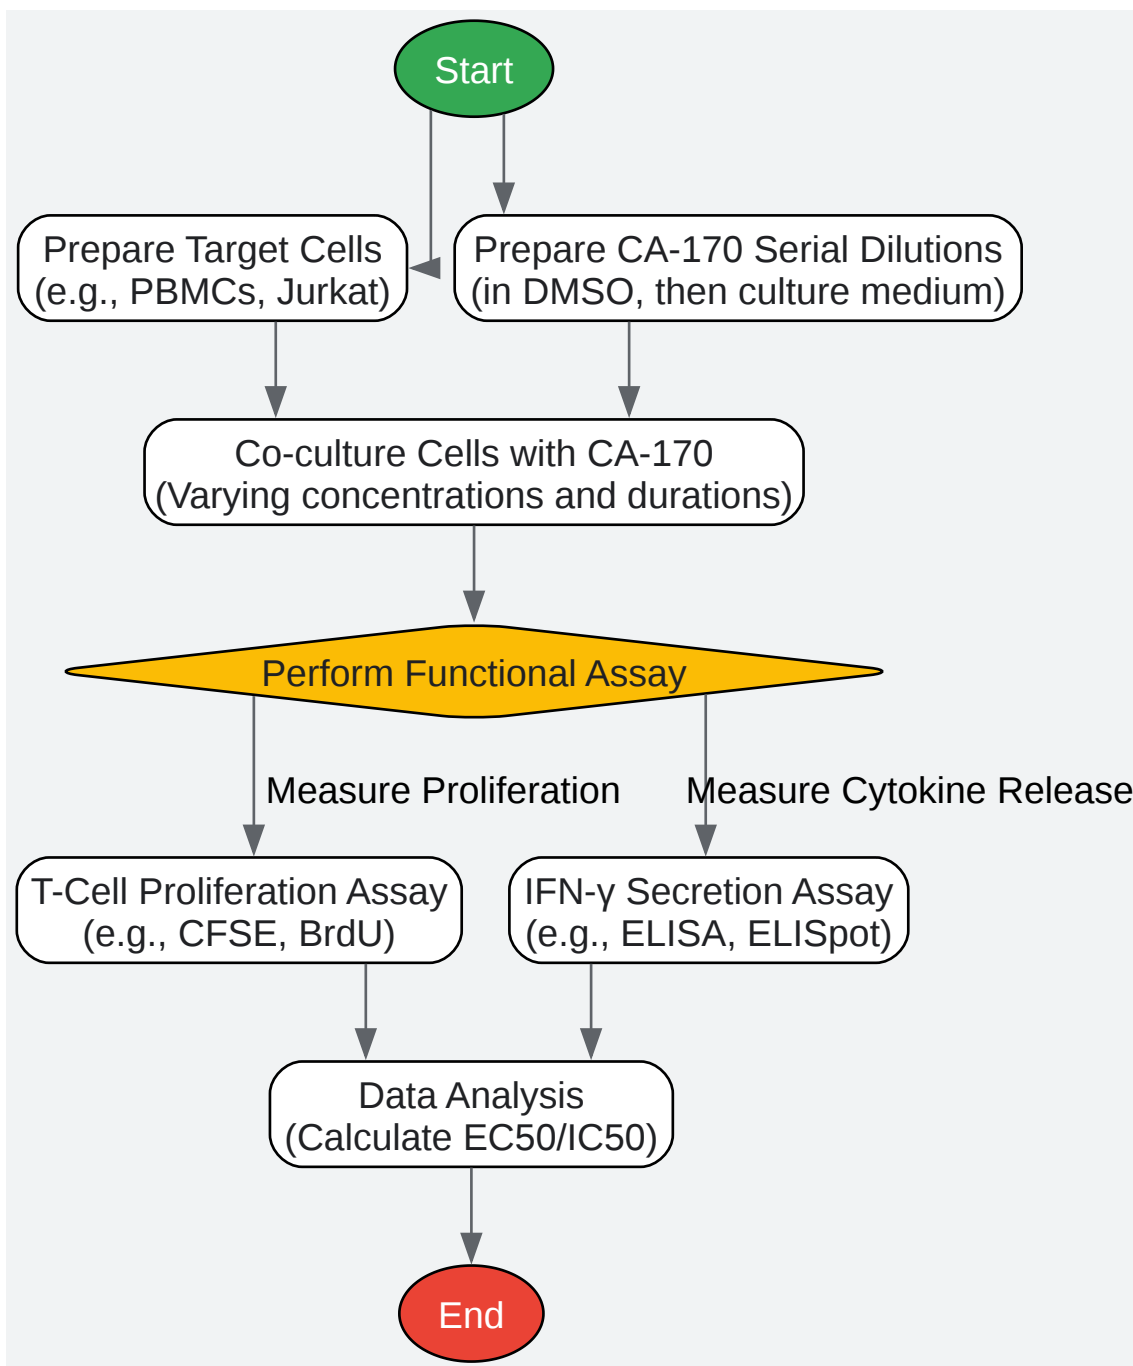 Start
Prepare Target Cells
(e.g., PBMCs, Jurkat)
Prepare CA-170 Serial Dilutions
(in DMSO, then culture medium)
Co-culture Cells with CA-170
(Varying concentrations and durations)
Perform Functional Assay
Measure Proliferation
Measure Cytokine Release
T-Cell Proliferation Assay
(e.g., CFSE, BrdU)
IFN-γ Secretion Assay
(e.g., ELISA, ELISpot)
Data Analysis
(Calculate EC50/IC50)
End